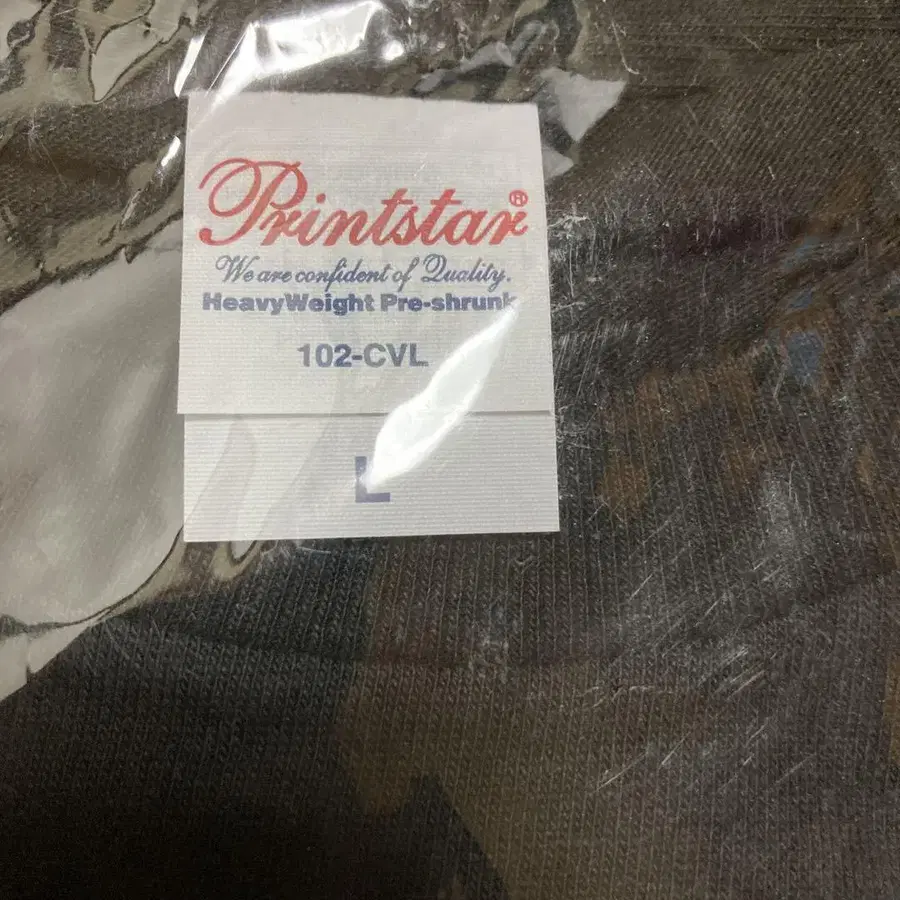 Printstar®
We are confident of Quality.
HeavyWeight Pre-shrunk
102-CVL
L